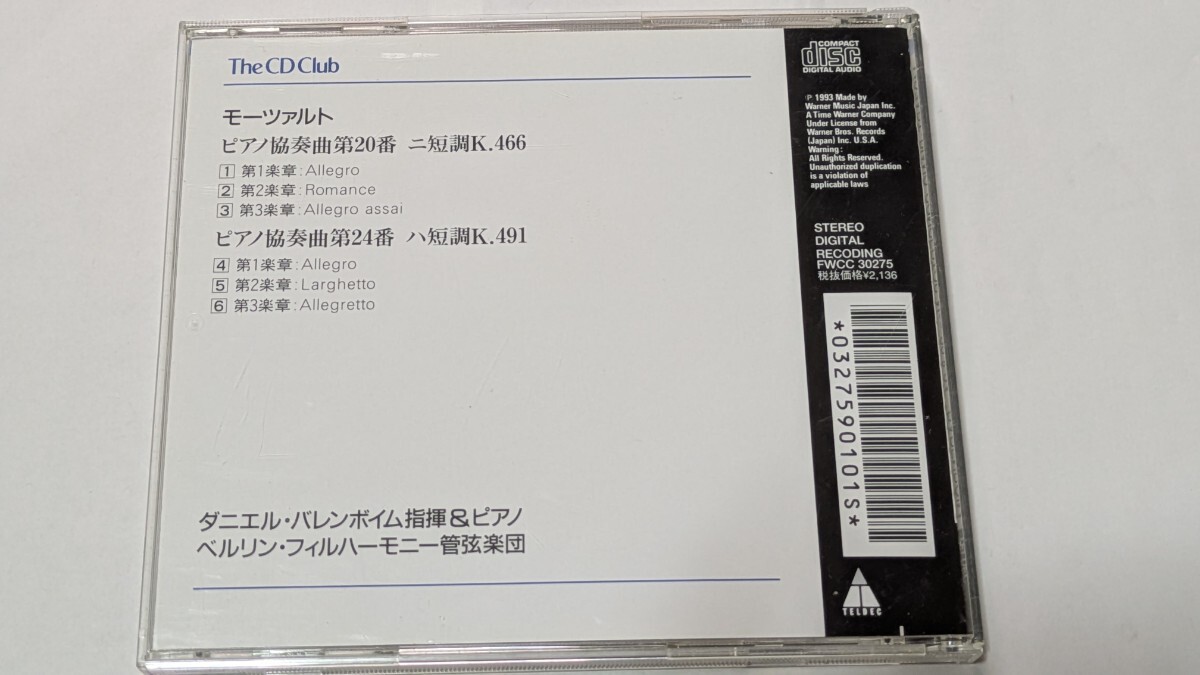 The CD Club
モーツァルト
ピアノ協奏曲第20番 ニ短調K.466
1 第1楽章:Allegro
2 第2楽章:Romance
3 第3楽章:Allegro assai
ピアノ協奏曲第24番 ハ短調K.491
4 第1楽章:Allegro
5 第2楽章:Larghetto
6 第3楽章:Allegretto
ダニエル・バレンボイム指揮&ピアノ
ベルリン・フィルハーモニー管弦楽団
COMPACT
disc
DIGITAL AUDIO
℗ 1993 Made by
Warner Music Japan Inc.
A Time Warner Company
Under License from
Warner Bros. Records
(Japan) Inc. U.S.A.
Warning:
All Rights Reserved.
Unauthorized duplication
is a violation of
applicable laws
STEREO
DIGITAL
RECODING
FWCC 30275
税抜価格¥2,136
*0327590101S*
TELDEC